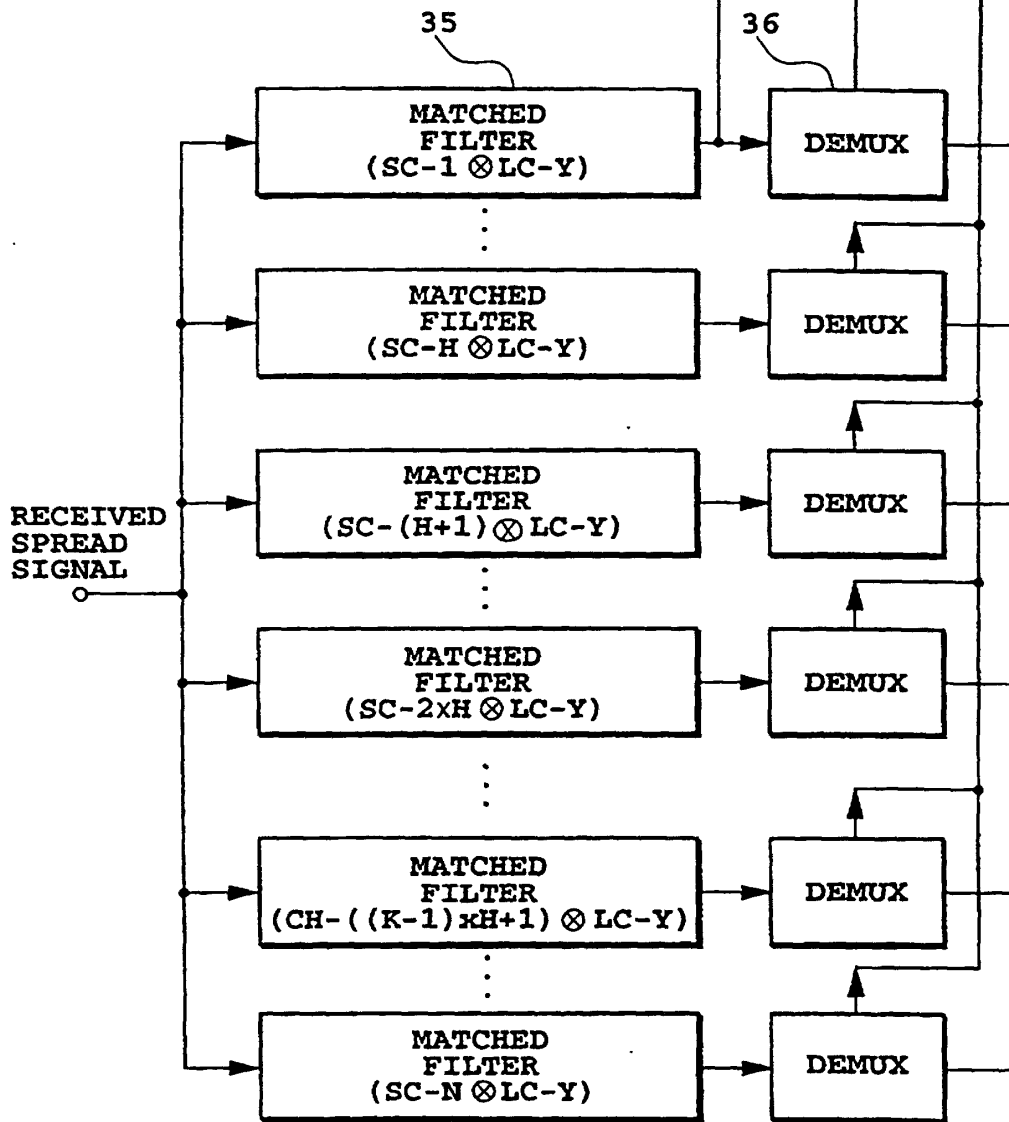 35
36
MATCHED
FILTER
(SC-1 ⊗ LC-Y)
DEMUX
MATCHED
FILTER
(SC-H ⊗ LC-Y)
DEMUX
MATCHED
FILTER
(SC-(H+1) ⊗ LC-Y)
DEMUX
RECEIVED
SPREAD
SIGNAL
MATCHED
FILTER
(SC-2xH ⊗ LC-Y)
DEMUX
MATCHED
FILTER
(CH-((K-1)xH+1) ⊗ LC-Y)
DEMUX
MATCHED
FILTER
(SC-N ⊗ LC-Y)
DEMUX